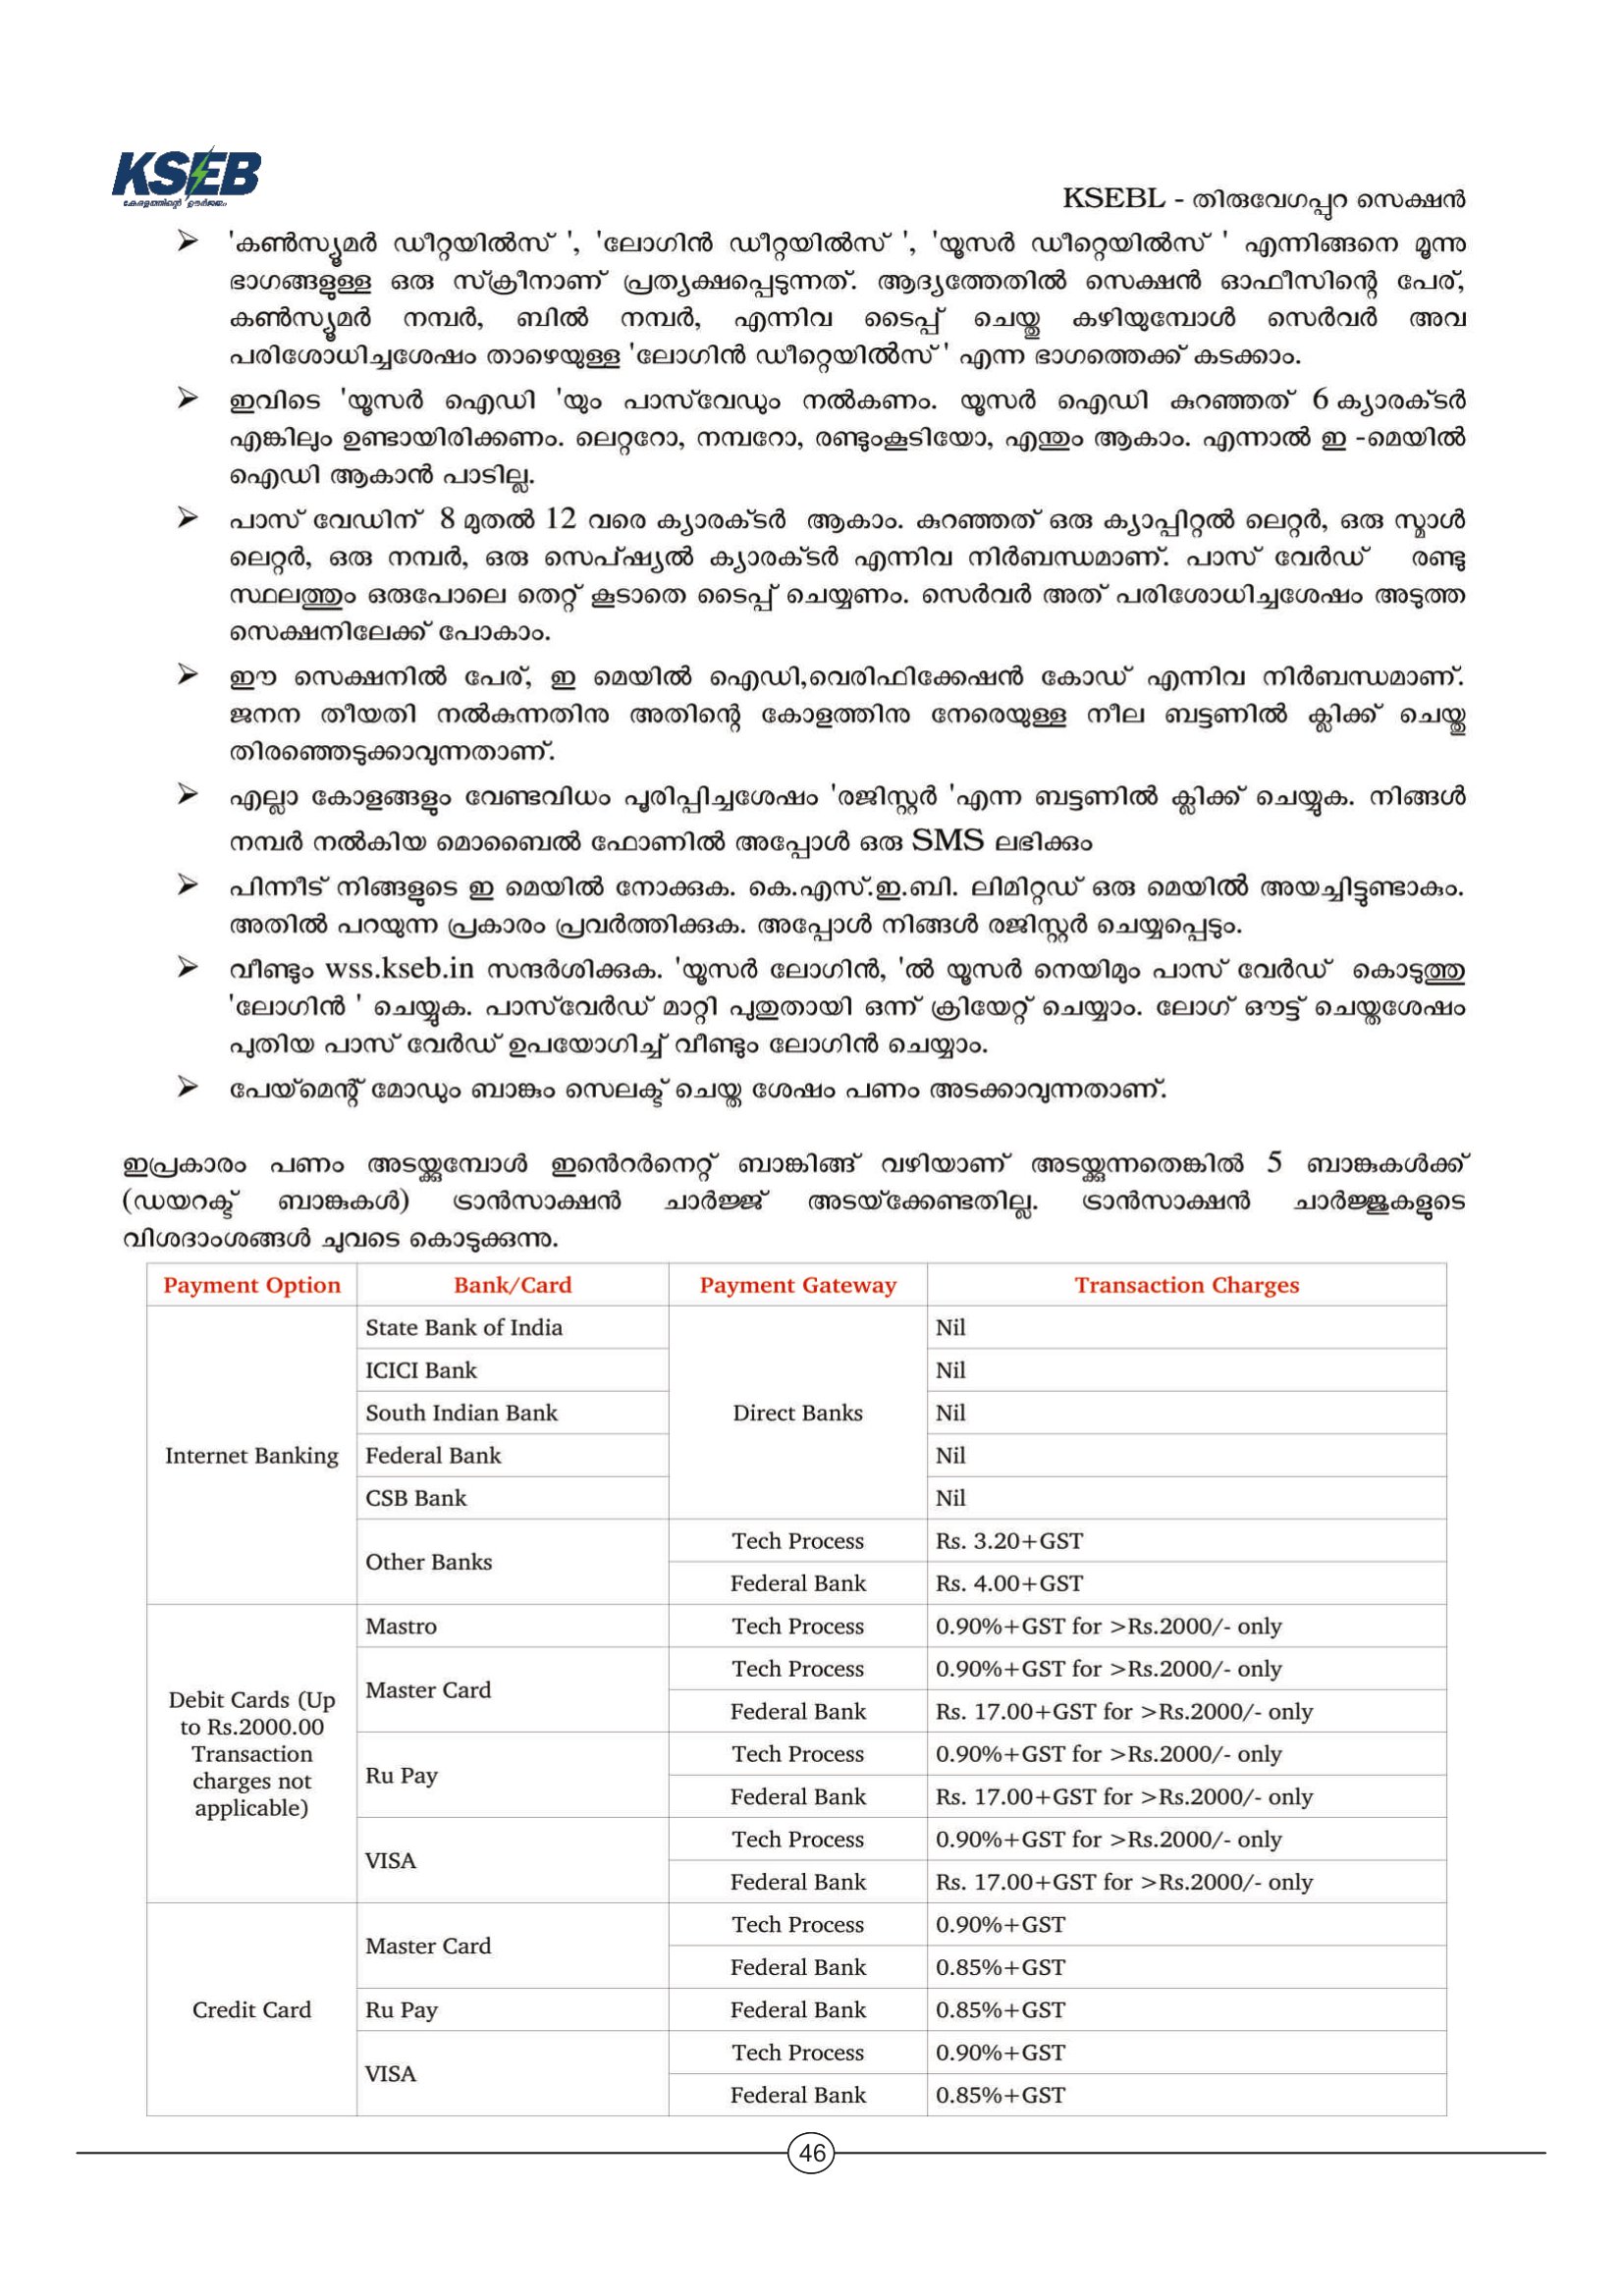 KSEB
കേരളത്തിന്റെ ഊർജ്ജം
KSEBL - തിരുവേഗപ്പുറ സെക്ഷൻ
➢ 'കൺസ്യൂമർ ഡീറ്റയിൽസ് ', 'ലോഗിൻ ഡീറ്റയിൽസ് ', 'യൂസർ ഡീറ്റെയിൽസ് ' എന്നിങ്ങനെ മൂന്നു
ഭാഗങ്ങളുള്ള ഒരു സ്ക്രീനാണ് പ്രത്യക്ഷപ്പെടുന്നത്. ആദ്യത്തേതിൽ സെക്ഷൻ ഓഫീസിന്റെ പേര്,
കൺസ്യൂമർ നമ്പർ, ബിൽ നമ്പർ, എന്നിവ ടൈപ്പ് ചെയ്തു കഴിയുമ്പോൾ സെർവർ അവ
പരിശോധിച്ചശേഷം താഴെയുള്ള 'ലോഗിൻ ഡീറ്റെയിൽസ് ' എന്ന ഭാഗത്തെക്ക് കടക്കാം.
➢ ഇവിടെ 'യൂസർ ഐഡി 'യും പാസ്‌വേഡും നൽകണം. യൂസർ ഐഡി കുറഞ്ഞത് 6 ക്യാരക്ടർ
എങ്കിലും ഉണ്ടായിരിക്കണം. ലെറ്ററോ, നമ്പറോ, രണ്ടുംകൂടിയോ, എന്തും ആകാം. എന്നാൽ ഇ -മെയിൽ
ഐഡി ആകാൻ പാടില്ല.
➢ പാസ് വേഡിന് 8 മുതൽ 12 വരെ ക്യാരക്ടർ ആകാം. കുറഞ്ഞത് ഒരു ക്യാപ്പിറ്റൽ ലെറ്റർ, ഒരു സ്മാൾ
ലെറ്റർ, ഒരു നമ്പർ, ഒരു സെപ്ഷ്യൽ ക്യാരക്ടർ എന്നിവ നിർബന്ധമാണ്. പാസ് വേർഡ് രണ്ടു
സ്ഥലത്തും ഒരുപോലെ തെറ്റ് കൂടാതെ ടൈപ്പ് ചെയ്യണം. സെർവർ അത് പരിശോധിച്ചശേഷം അടുത്ത
സെക്ഷനിലേക്ക് പോകാം.
➢ ഈ സെക്ഷനിൽ പേര്, ഇ മെയിൽ ഐഡി,വെരിഫിക്കേഷൻ കോഡ് എന്നിവ നിർബന്ധമാണ്.
ജനന തീയതി നൽകുന്നതിനു അതിന്റെ കോളത്തിനു നേരെയുള്ള നീല ബട്ടണിൽ ക്ലിക്ക് ചെയ്തു
തിരഞ്ഞെടുക്കാവുന്നതാണ്.
➢ എല്ലാ കോളങ്ങളും വേണ്ടവിധം പൂരിപ്പിച്ചശേഷം 'രജിസ്റ്റർ 'എന്ന ബട്ടണിൽ ക്ലിക്ക് ചെയ്യുക. നിങ്ങൾ
നമ്പർ നൽകിയ മൊബൈൽ ഫോണിൽ അപ്പോൾ ഒരു SMS ലഭിക്കും
➢ പിന്നീട് നിങ്ങളുടെ ഇ മെയിൽ നോക്കുക. കെ.എസ്.ഇ.ബി. ലിമിറ്റഡ് ഒരു മെയിൽ അയച്ചിട്ടുണ്ടാകും.
അതിൽ പറയുന്ന പ്രകാരം പ്രവർത്തിക്കുക. അപ്പോൾ നിങ്ങൾ രജിസ്റ്റർ ചെയ്യപ്പെടും.
➢ വീണ്ടും wss.kseb.in സന്ദർശിക്കുക. 'യൂസർ ലോഗിൻ, 'ൽ യൂസർ നെയിമും പാസ് വേർഡ് കൊടുത്തു
'ലോഗിൻ ' ചെയ്യുക. പാസ്‌വേർഡ് മാറ്റി പുതുതായി ഒന്ന് ക്രിയേറ്റ് ചെയ്യാം. ലോഗ് ഔട്ട് ചെയ്തശേഷം
പുതിയ പാസ് വേർഡ് ഉപയോഗിച്ച് വീണ്ടും ലോഗിൻ ചെയ്യാം.
➢ പേയ്മെന്റ് മോഡും ബാങ്കും സെലക്ട് ചെയ്ത ശേഷം പണം അടക്കാവുന്നതാണ്.
ഇപ്രകാരം പണം അടയ്ക്കുമ്പോൾ ഇൻെറർനെറ്റ് ബാങ്കിങ്ങ് വഴിയാണ് അടയ്ക്കുന്നതെങ്കിൽ 5 ബാങ്കുകൾക്ക്
(ഡയറക്ട് ബാങ്കുകൾ) ട്രാൻസാക്ഷൻ ചാർജ്ജ് അടയ്ക്കേണ്ടതില്ല. ട്രാൻസാക്ഷൻ ചാർജ്ജുകളുടെ
വിശദാംശങ്ങൾ ചുവടെ കൊടുക്കുന്നു.
Payment Option Bank/Card Payment Gateway Transaction Charges
State Bank of India Nil
ICICI Bank Nil
South Indian Bank Direct Banks Nil
Internet Banking Federal Bank Nil
CSB Bank Nil
Other Banks Tech Process Rs. 3.20+GST
Federal Bank Rs. 4.00+GST
Debit Cards (Up
to Rs.2000.00
Transaction
charges not
applicable)
Mastro Tech Process 0.90%+GST for >Rs.2000/- only
Master Card Tech Process 0.90%+GST for >Rs.2000/- only
Federal Bank Rs. 17.00+GST for >Rs.2000/- only
Ru Pay Tech Process 0.90%+GST for >Rs.2000/- only
Federal Bank Rs. 17.00+GST for >Rs.2000/- only
VISA Tech Process 0.90%+GST for >Rs.2000/- only
Federal Bank Rs. 17.00+GST for >Rs.2000/- only
Credit Card
Master Card Tech Process 0.90%+GST
Federal Bank 0.85%+GST
Ru Pay Federal Bank 0.85%+GST
VISA Tech Process 0.90%+GST
Federal Bank 0.85%+GST
46